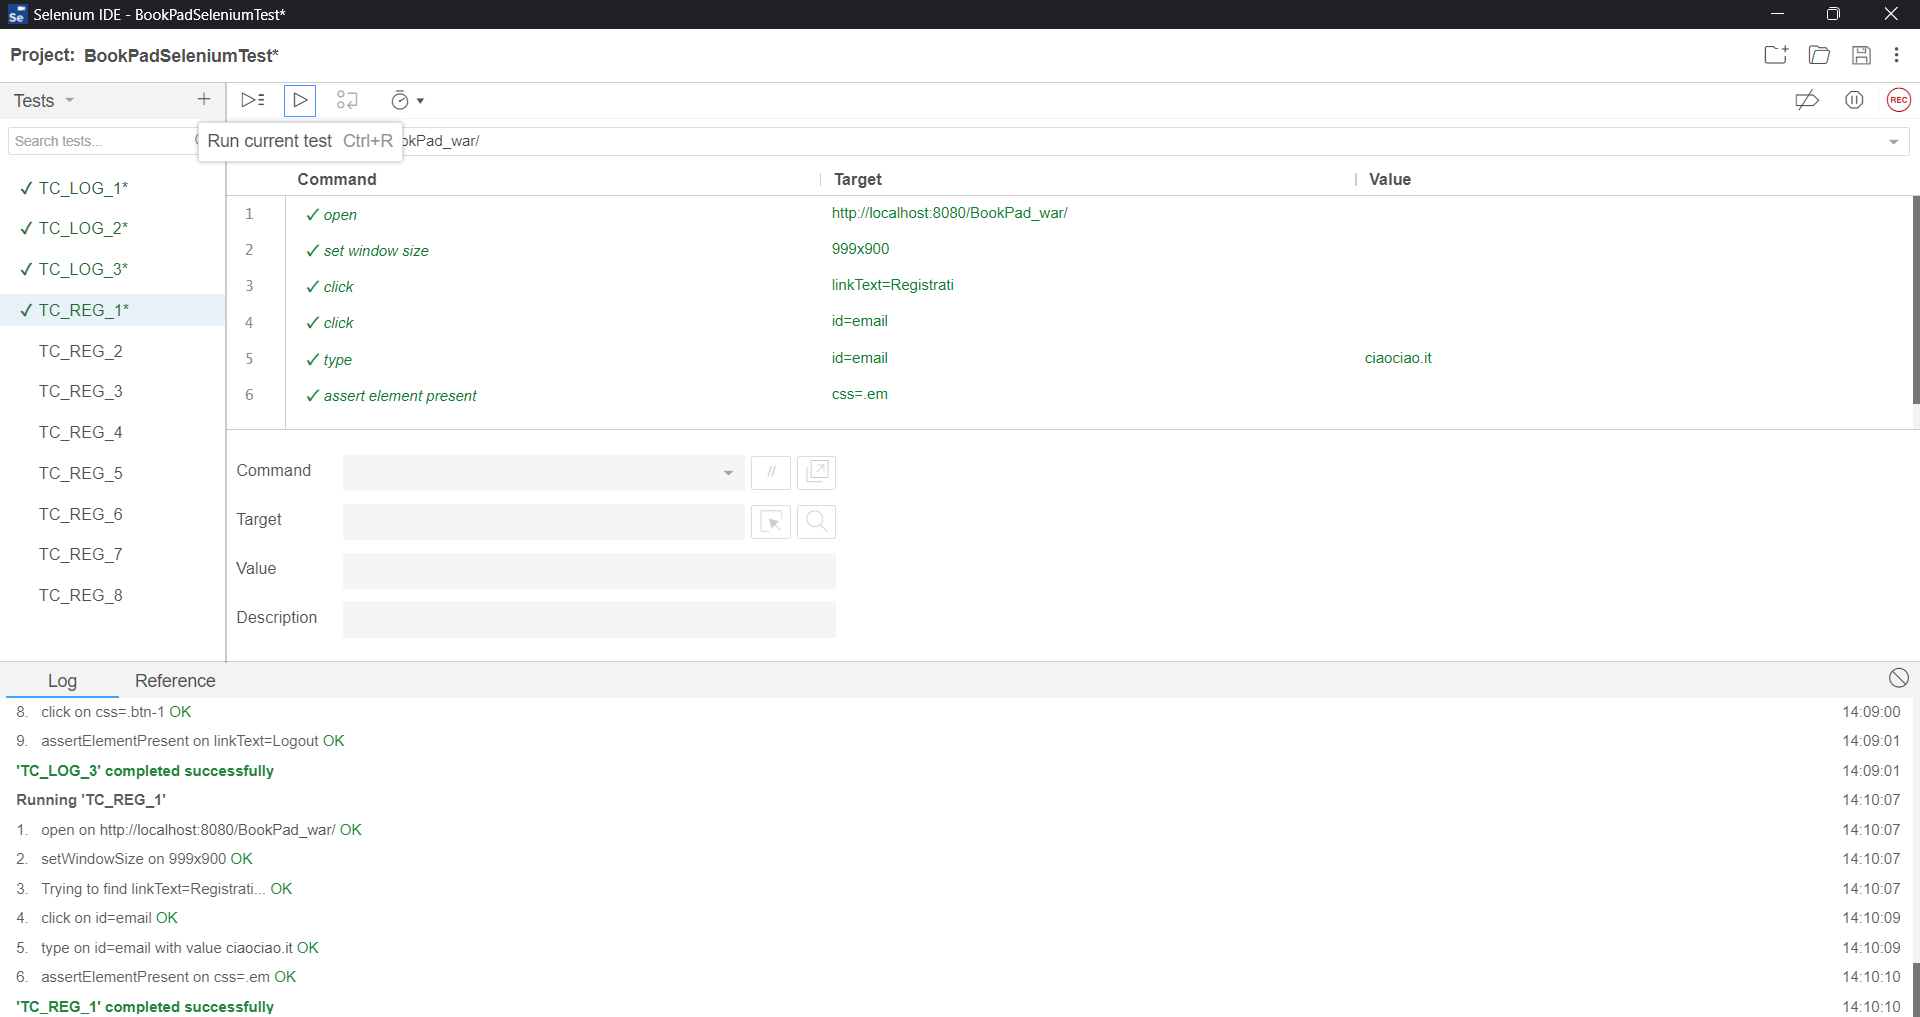 Selenium IDE - BookPadSeleniumTest*
Project: BookPadSeleniumTest*
Tests
REC
Search tests...
Run current test Ctrl+R
okPad_war/
Command Target Value
✓ TC_LOG_1*
✓ TC_LOG_2*
✓ TC_LOG_3*
✓ TC_REG_1*
TC_REG_2
TC_REG_3
TC_REG_4
TC_REG_5
TC_REG_6
TC_REG_7
TC_REG_8
1 ✓ open http://localhost:8080/BookPad_war/
2 ✓ set window size 999x900
3 ✓ click linkText=Registrati
4 ✓ click id=email
5 ✓ type id=email ciaociao.it
6 ✓ assert element present css=.em
Command //
Target
Value
Description
Log Reference
8. click on css=.btn-1 OK 14:09:00
9. assertElementPresent on linkText=Logout OK 14:09:01
'TC_LOG_3' completed successfully 14:09:01
Running 'TC_REG_1' 14:10:07
1. open on http://localhost:8080/BookPad_war/ OK 14:10:07
2. setWindowSize on 999x900 OK 14:10:07
3. Trying to find linkText=Registrati... OK 14:10:07
4. click on id=email OK 14:10:09
5. type on id=email with value ciaociao.it OK 14:10:09
6. assertElementPresent on css=.em OK 14:10:10
'TC_REG_1' completed successfully 14:10:10